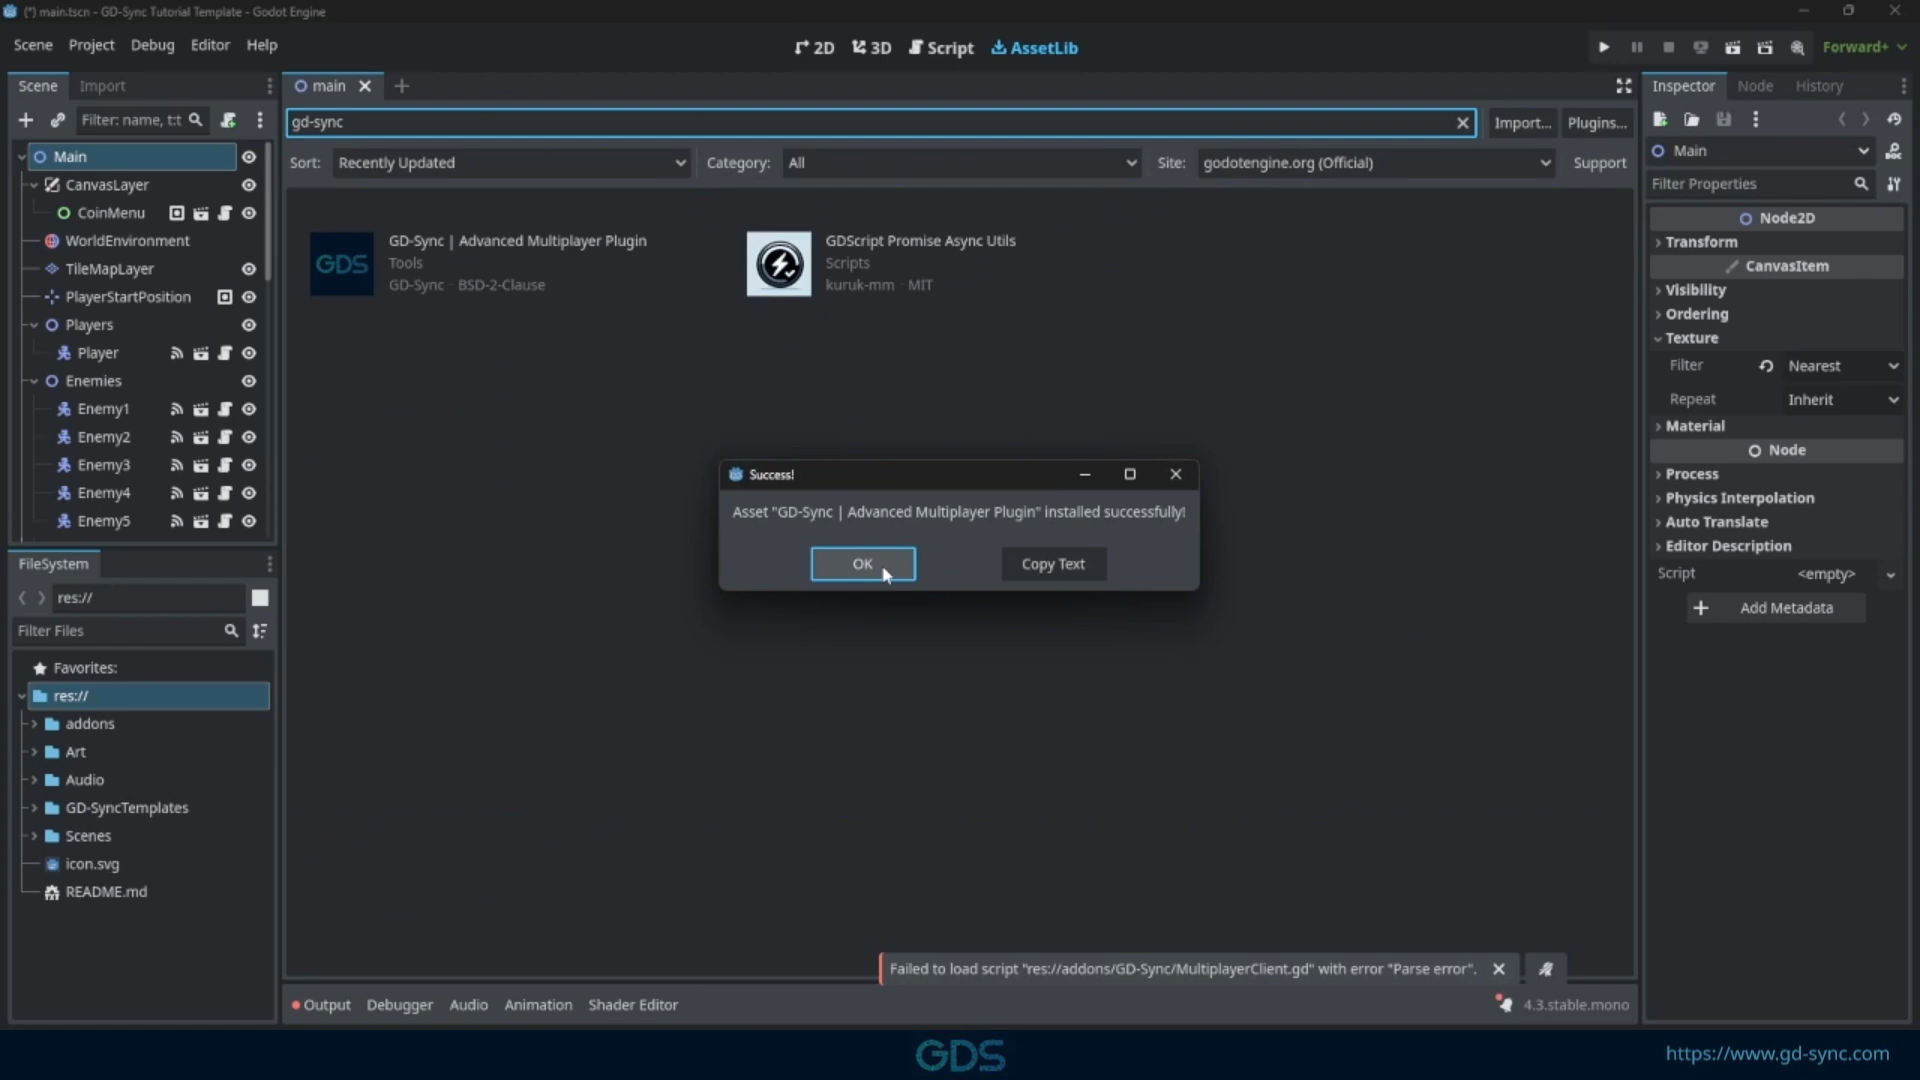 (*) main.tscn - GD-Sync Tutorial Template - Godot Engine
Scene Project Debug Editor Help
2D 3D Script AssetLib
Forward+
Scene Import
main
Inspector Node History
Filter: name, t:t
gd-sync
Import... Plugins...
Sort: Recently Updated Category: All Site: godotengine.org (Official) Support
Main
CanvasLayer
CoinMenu
WorldEnvironment
TileMapLayer
PlayerStartPosition
Players
Player
Enemies
Enemy1
Enemy2
Enemy3
Enemy4
Enemy5
GDS
GD-Sync | Advanced Multiplayer Plugin
Tools
GD-Sync BSD-2-Clause
GDScript Promise Async Utils
Scripts
kuruk-mm MIT
Success!
Asset "GD-Sync | Advanced Multiplayer Plugin" installed successfully!
OK Copy Text
FileSystem
res://
Filter Files
Favorites:
res://
addons
Art
Audio
GD-SyncTemplates
Scenes
icon.svg
README.md
Main
Filter Properties
Node2D
Transform
CanvasItem
Visibility
Ordering
Texture
Filter Nearest
Repeat Inherit
Material
Node
Process
Physics Interpolation
Auto Translate
Editor Description
Script <empty>
Add Metadata
Failed to load script "res://addons/GD-Sync/MultiplayerClient.gd" with error "Parse error".
Output Debugger Audio Animation Shader Editor
4.3.stable.mono
GDS
https://www.gd-sync.com